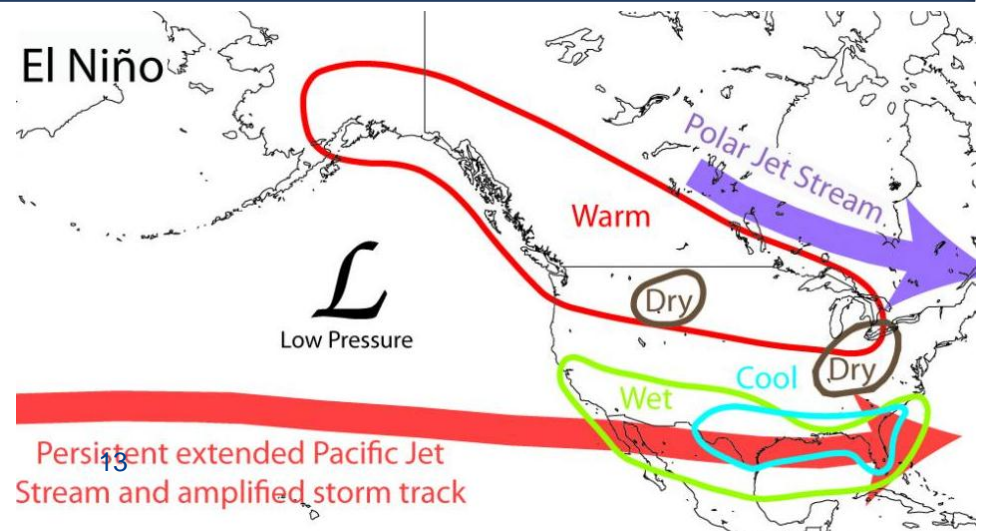 El Niño
Polar Jet Stream
Warm
Dry
L
Low Pressure
Dry
Cool
Wet
Persistent extended Pacific Jet
13
Stream and amplified storm track